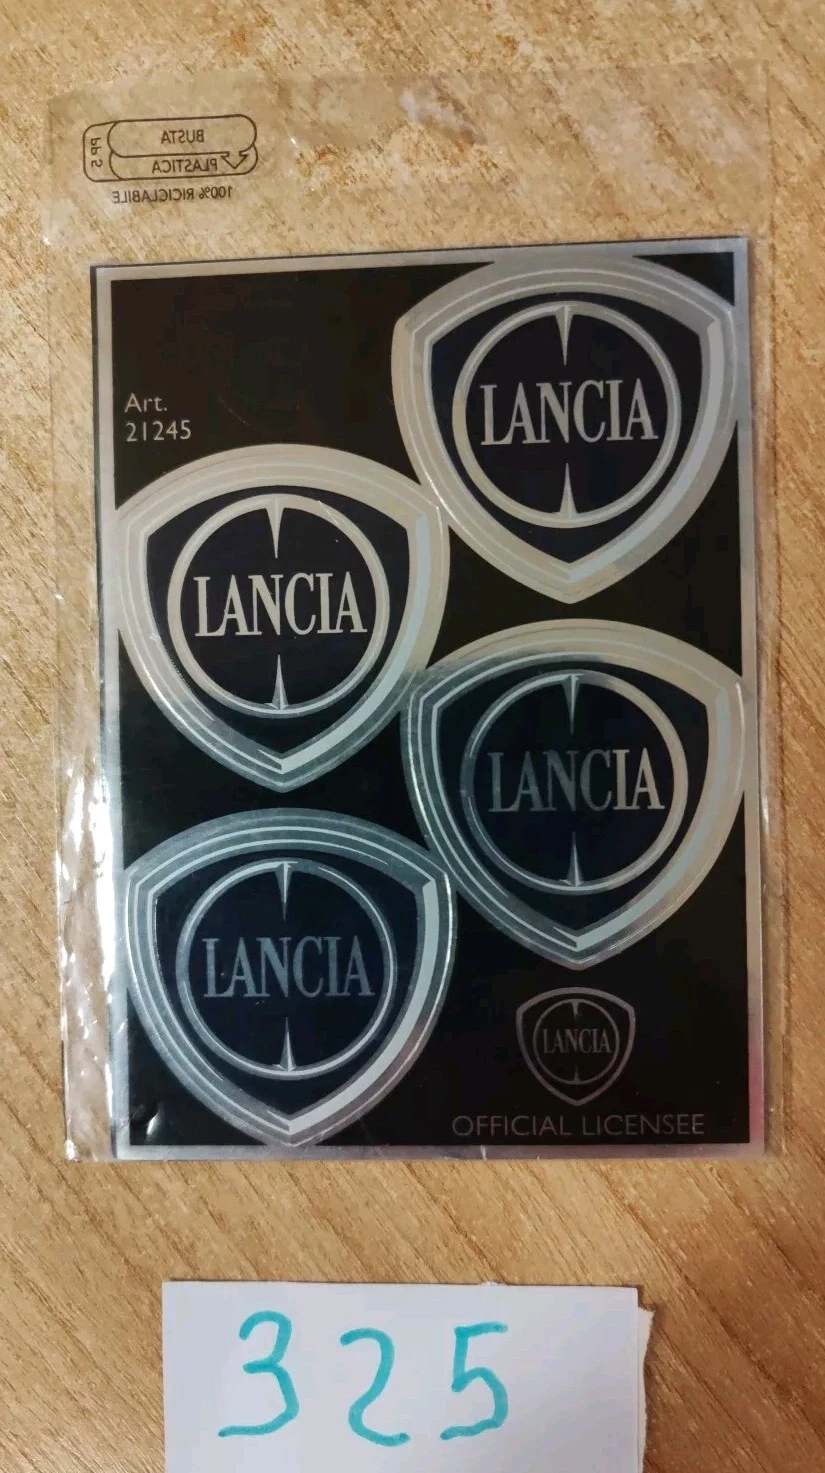 BUSTA
PLASTICA
PP 5
100% RICICLABILE
Art.
21245
LANCIA
LANCIA
LANCIA
LANCIA
LANCIA
OFFICIAL LICENSEE
325